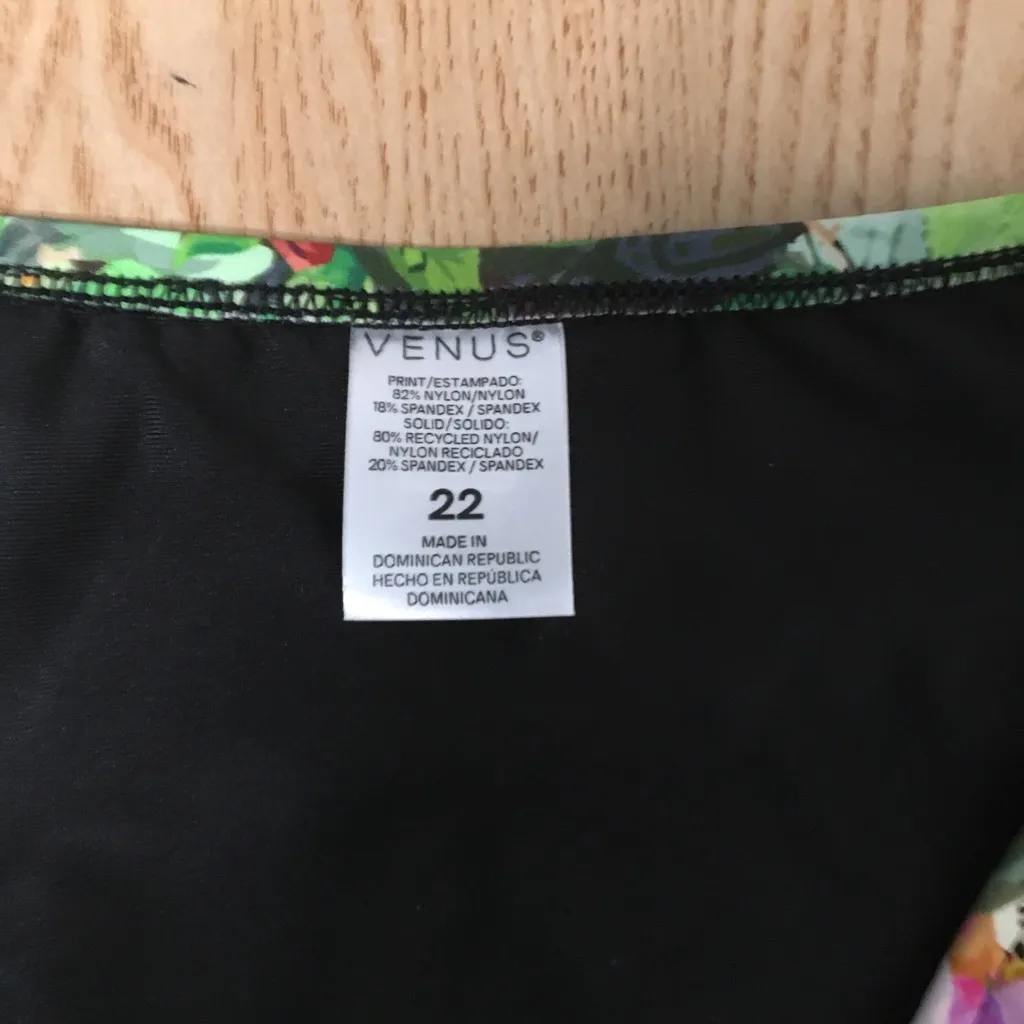 VENUS®
PRINT/ESTAMPADO:
82% NYLON/NYLON
18% SPANDEX / SPANDEX
SOLID/SÓLIDO:
80% RECYCLED NYLON/
NYLON RECICLADO
20% SPANDEX / SPANDEX
22
MADE IN
DOMINICAN REPUBLIC
HECHO EN REPÚBLICA
DOMINICANA